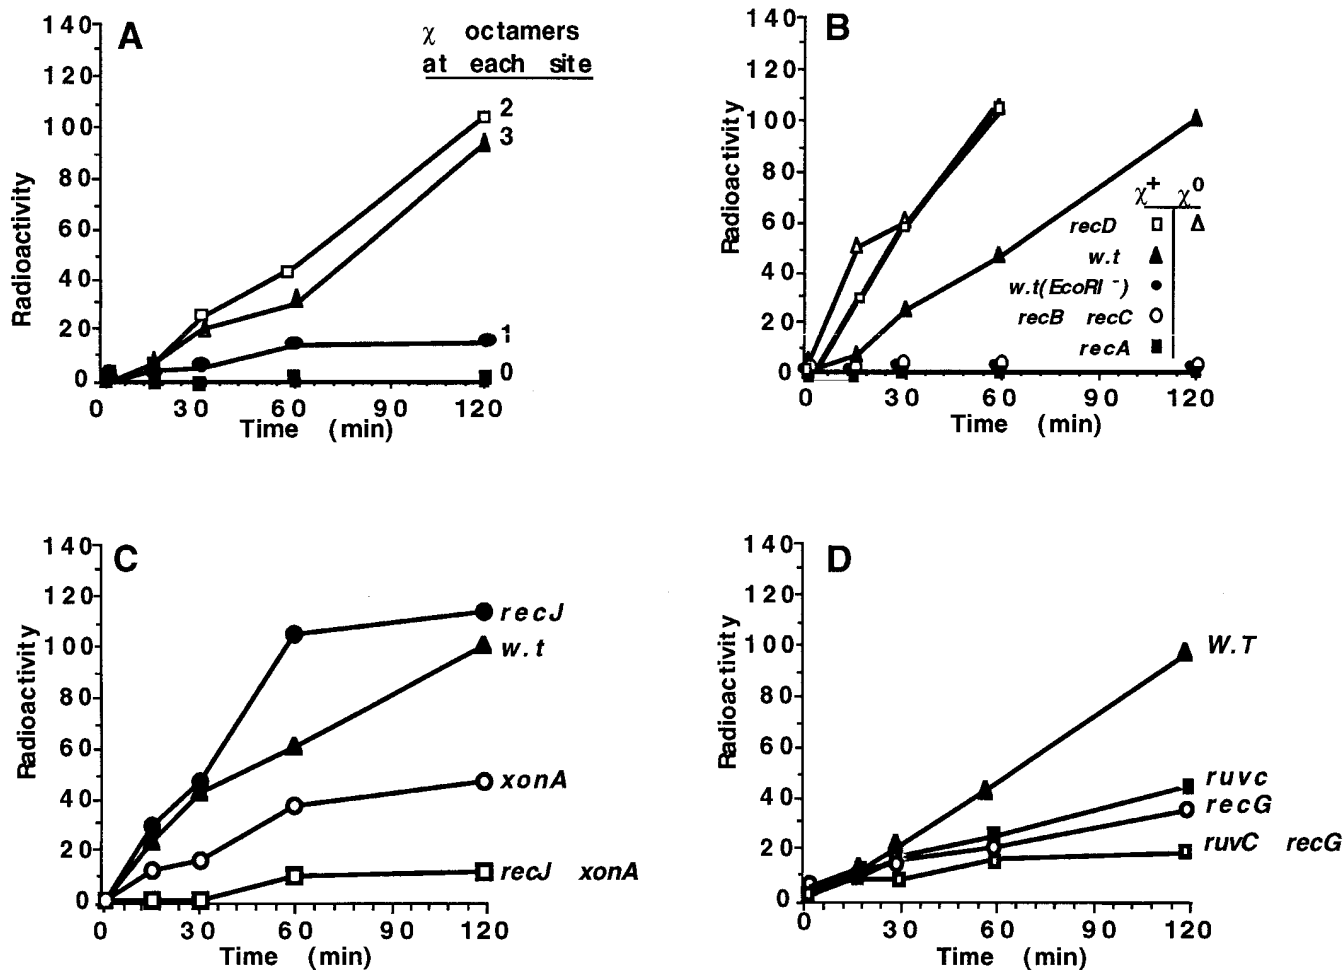 A
χ octamers
at each site
Radioactivity
140
120
100
80
60
40
20
0
2
3
1
0
0 30 60 90 120
Time (min)
B
Radioactivity
140
120
100
80
60
40
20
0
χ+ χ0
recD
w.t
w.t(EcoRI-)
recB recC
recA
0 30 60 90 120
Time (min)
C
Radioactivity
140
120
100
80
60
40
20
0
recJ
w.t
xonA
recJ xonA
0 30 60 90 120
Time (min)
D
Radioactivity
140
120
100
80
60
40
20
0
W.T
ruvc
recG
ruvC recG
0 30 60 90 120
Time (min)